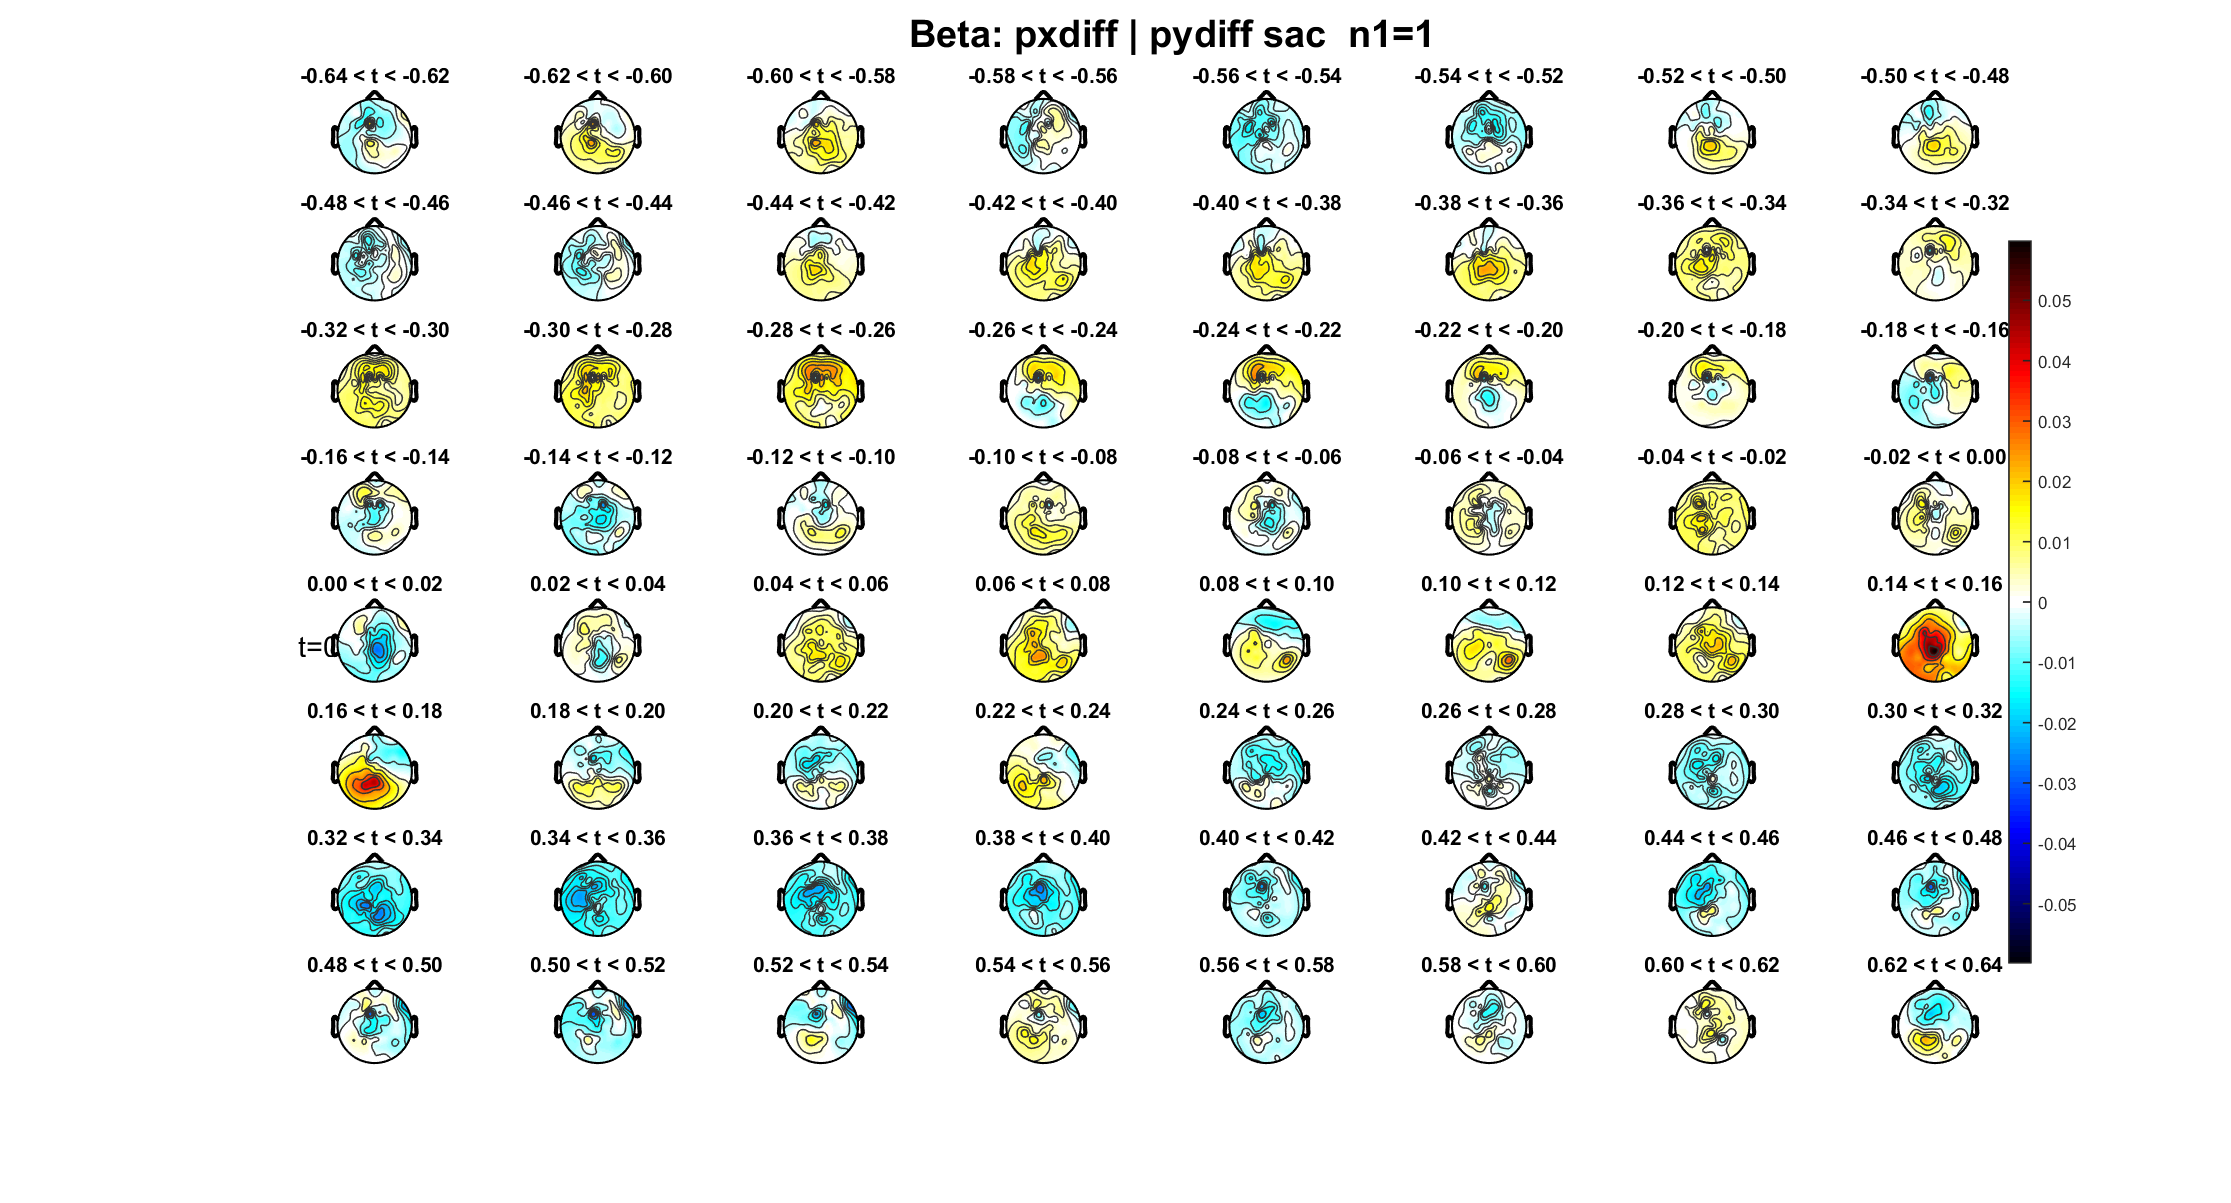 Beta: pxdiff | pydiff sac  n1=1
-0.64 < t < -0.62
-0.62 < t < -0.60
-0.60 < t < -0.58
-0.58 < t < -0.56
-0.56 < t < -0.54
-0.54 < t < -0.52
-0.52 < t < -0.50
-0.50 < t < -0.48
-0.48 < t < -0.46
-0.46 < t < -0.44
-0.44 < t < -0.42
-0.42 < t < -0.40
-0.40 < t < -0.38
-0.38 < t < -0.36
-0.36 < t < -0.34
-0.34 < t < -0.32
-0.32 < t < -0.30
-0.30 < t < -0.28
-0.28 < t < -0.26
-0.26 < t < -0.24
-0.24 < t < -0.22
-0.22 < t < -0.20
-0.20 < t < -0.18
-0.18 < t < -0.16
-0.16 < t < -0.14
-0.14 < t < -0.12
-0.12 < t < -0.10
-0.10 < t < -0.08
-0.08 < t < -0.06
-0.06 < t < -0.04
-0.04 < t < -0.02
-0.02 < t < 0.00
0.00 < t < 0.02
0.02 < t < 0.04
0.04 < t < 0.06
0.06 < t < 0.08
0.08 < t < 0.10
0.10 < t < 0.12
0.12 < t < 0.14
0.14 < t < 0.16
t=0
0.16 < t < 0.18
0.18 < t < 0.20
0.20 < t < 0.22
0.22 < t < 0.24
0.24 < t < 0.26
0.26 < t < 0.28
0.28 < t < 0.30
0.30 < t < 0.32
0.32 < t < 0.34
0.34 < t < 0.36
0.36 < t < 0.38
0.38 < t < 0.40
0.40 < t < 0.42
0.42 < t < 0.44
0.44 < t < 0.46
0.46 < t < 0.48
0.48 < t < 0.50
0.50 < t < 0.52
0.52 < t < 0.54
0.54 < t < 0.56
0.56 < t < 0.58
0.58 < t < 0.60
0.60 < t < 0.62
0.62 < t < 0.64
0.05
0.04
0.03
0.02
0.01
0
-0.01
-0.02
-0.03
-0.04
-0.05